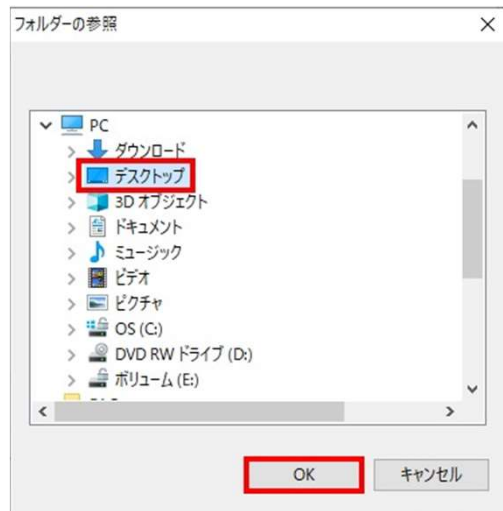 フォルダーの参照
PC
ダウンロード
デスクトップ
3D オブジェクト
ドキュメント
ミュージック
ビデオ
ピクチャ
OS (C:)
DVD RW ドライブ (D:)
ボリューム (E:)
OK
キャンセル